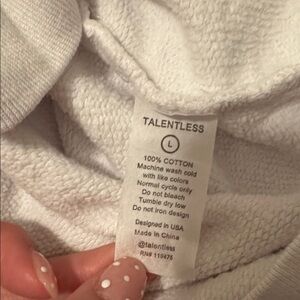 TALENTLESS
L
100% COTTON
Machine wash cold
with like colors
Normal cycle only
Do not bleach
Tumble dry low
Do not iron design
Designed in USA
Made in China
@talentless
RN# 110475